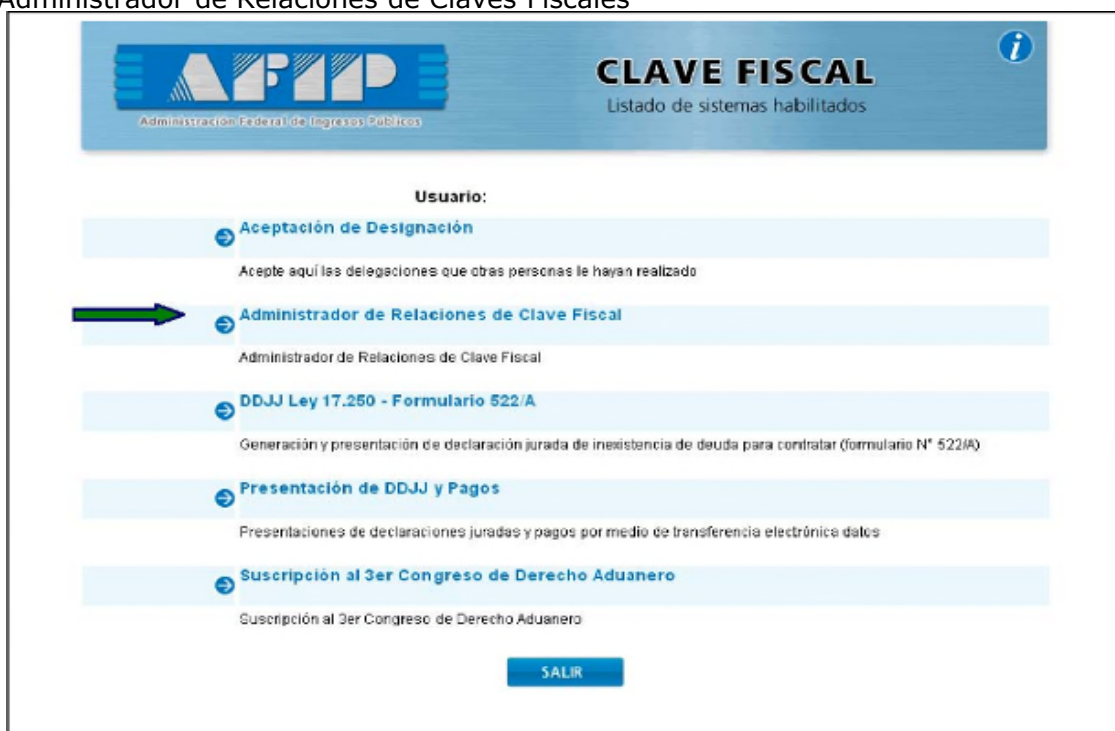 Administrador de Relaciones de Claves Fiscales
AFIP
Administración Federal de Ingresos Públicos
CLAVE FISCAL
Listado de sistemas habilitados
i
Usuario:
Aceptación de Designación
Acepte aquí las delegaciones que otras personas le hayan realizado
Administrador de Relaciones de Clave Fiscal
Administrador de Relaciones de Clave Fiscal
DDJJ Ley 17.250 - Formulario 522/A
Generación y presentación de declaración jurada de inexistencia de deuda para contratar (formulario N° 522/A)
Presentación de DDJJ y Pagos
Presentaciones de declaraciones juradas y pagos por medio de transferencia electrónica datos
Suscripción al 3er Congreso de Derecho Aduanero
Suscripción al 3er Congreso de Derecho Aduanero
SALIR